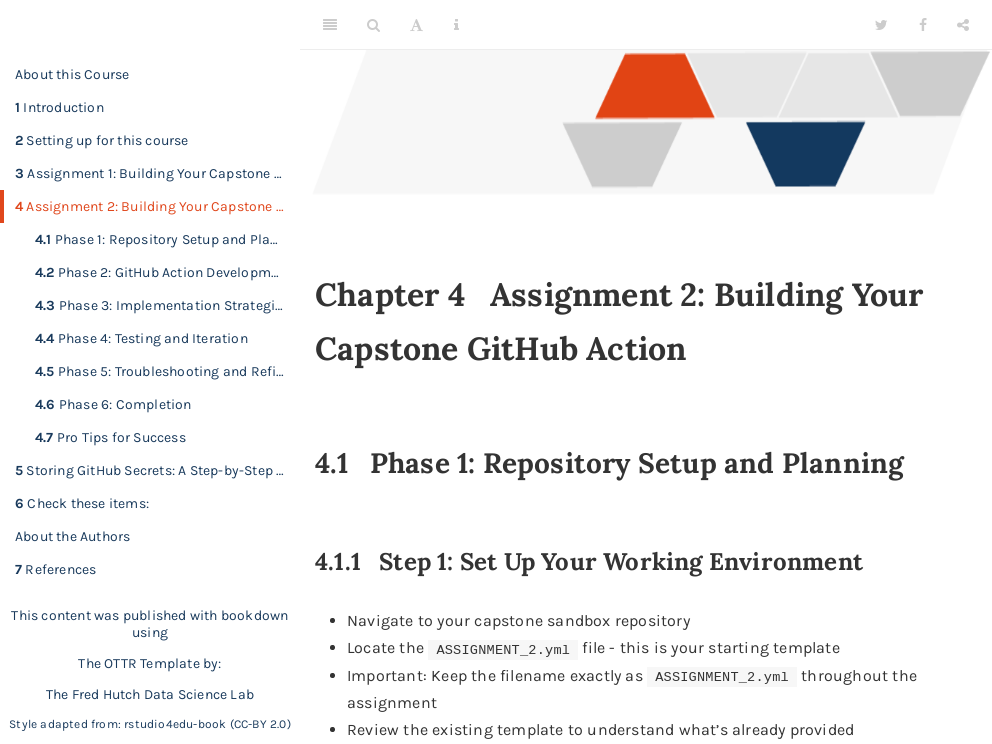 About this Course
1 Introduction
2 Setting up for this course
3 Assignment 1: Building Your Capstone ...
4 Assignment 2: Building Your Capstone ...
4.1 Phase 1: Repository Setup and Pla...
4.2 Phase 2: GitHub Action Developm...
4.3 Phase 3: Implementation Strategi...
4.4 Phase 4: Testing and Iteration
4.5 Phase 5: Troubleshooting and Refi...
4.6 Phase 6: Completion
4.7 Pro Tips for Success
5 Storing GitHub Secrets: A Step-by-Step ...
6 Check these items:
About the Authors
7 References
This content was published with bookdown
using
The OTTR Template by:
The Fred Hutch Data Science Lab
Style adapted from: rstudio4edu-book (CC-BY 2.0)
Chapter 4 Assignment 2: Building Your
Capstone GitHub Action
4.1 Phase 1: Repository Setup and Planning
4.1.1 Step 1: Set Up Your Working Environment
• Navigate to your capstone sandbox repository
• Locate the ASSIGNMENT_2.yml file - this is your starting template
• Important: Keep the filename exactly as ASSIGNMENT_2.yml throughout the
assignment
• Review the existing template to understand what’s already provided